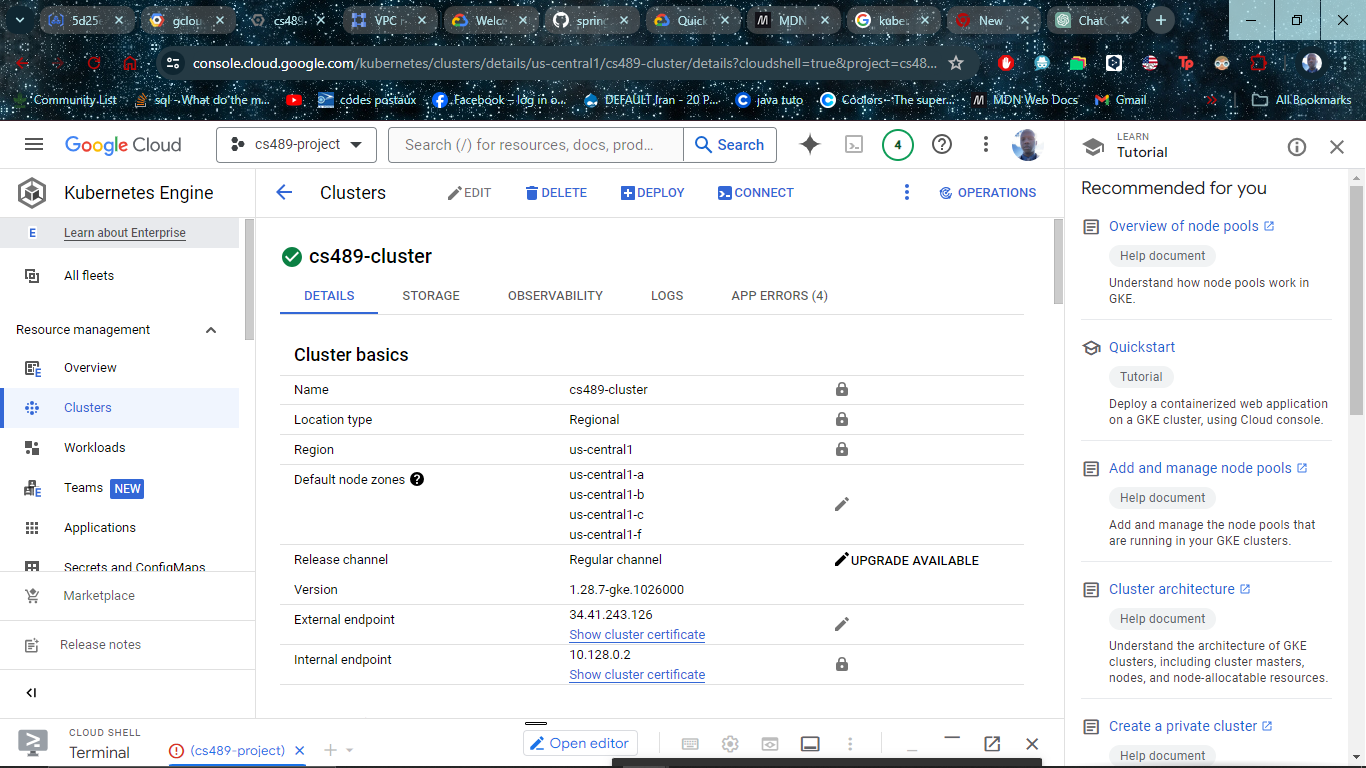 5d25e
gclou
cs489
VPC n
Welco
spring
Quick
MDN
kuber
New
ChatG
console.cloud.google.com/kubernetes/clusters/details/us-central1/cs489-cluster/details?cloudshell=true&project=cs48...
Community List
sql - What do the m...
codes postaux
Facebook – log in o...
DEFAULT Iran - 20 P...
java tuto
Coolors - The super...
MDN Web Docs
Gmail
»
All Bookmarks
Google Cloud
cs489-project
Search (/) for resources, docs, prod...
Search
4
LEARN
Tutorial
Kubernetes Engine
Clusters
EDIT
DELETE
DEPLOY
CONNECT
OPERATIONS
E
Learn about Enterprise
All fleets
Resource management
Overview
Clusters
Workloads
Teams NEW
Applications
Secrets and ConfigMaps
Marketplace
Release notes
cs489-cluster
DETAILS
STORAGE
OBSERVABILITY
LOGS
APP ERRORS (4)
Cluster basics
Name cs489-cluster
Location type Regional
Region us-central1
Default node zones us-central1-a
us-central1-b
us-central1-c
us-central1-f
Release channel Regular channel UPGRADE AVAILABLE
Version 1.28.7-gke.1026000
External endpoint 34.41.243.126
Show cluster certificate
Internal endpoint 10.128.0.2
Show cluster certificate
Recommended for you
Overview of node pools
Help document
Understand how node pools work in
GKE.
Quickstart
Tutorial
Deploy a containerized web application
on a GKE cluster, using Cloud console.
Add and manage node pools
Help document
Add and manage the node pools that
are running in your GKE clusters.
Cluster architecture
Help document
Understand the architecture of GKE
clusters, including cluster masters,
nodes, and node-allocatable resources.
Create a private cluster
Help document
CLOUD SHELL
Terminal
(cs489-project)
Open editor